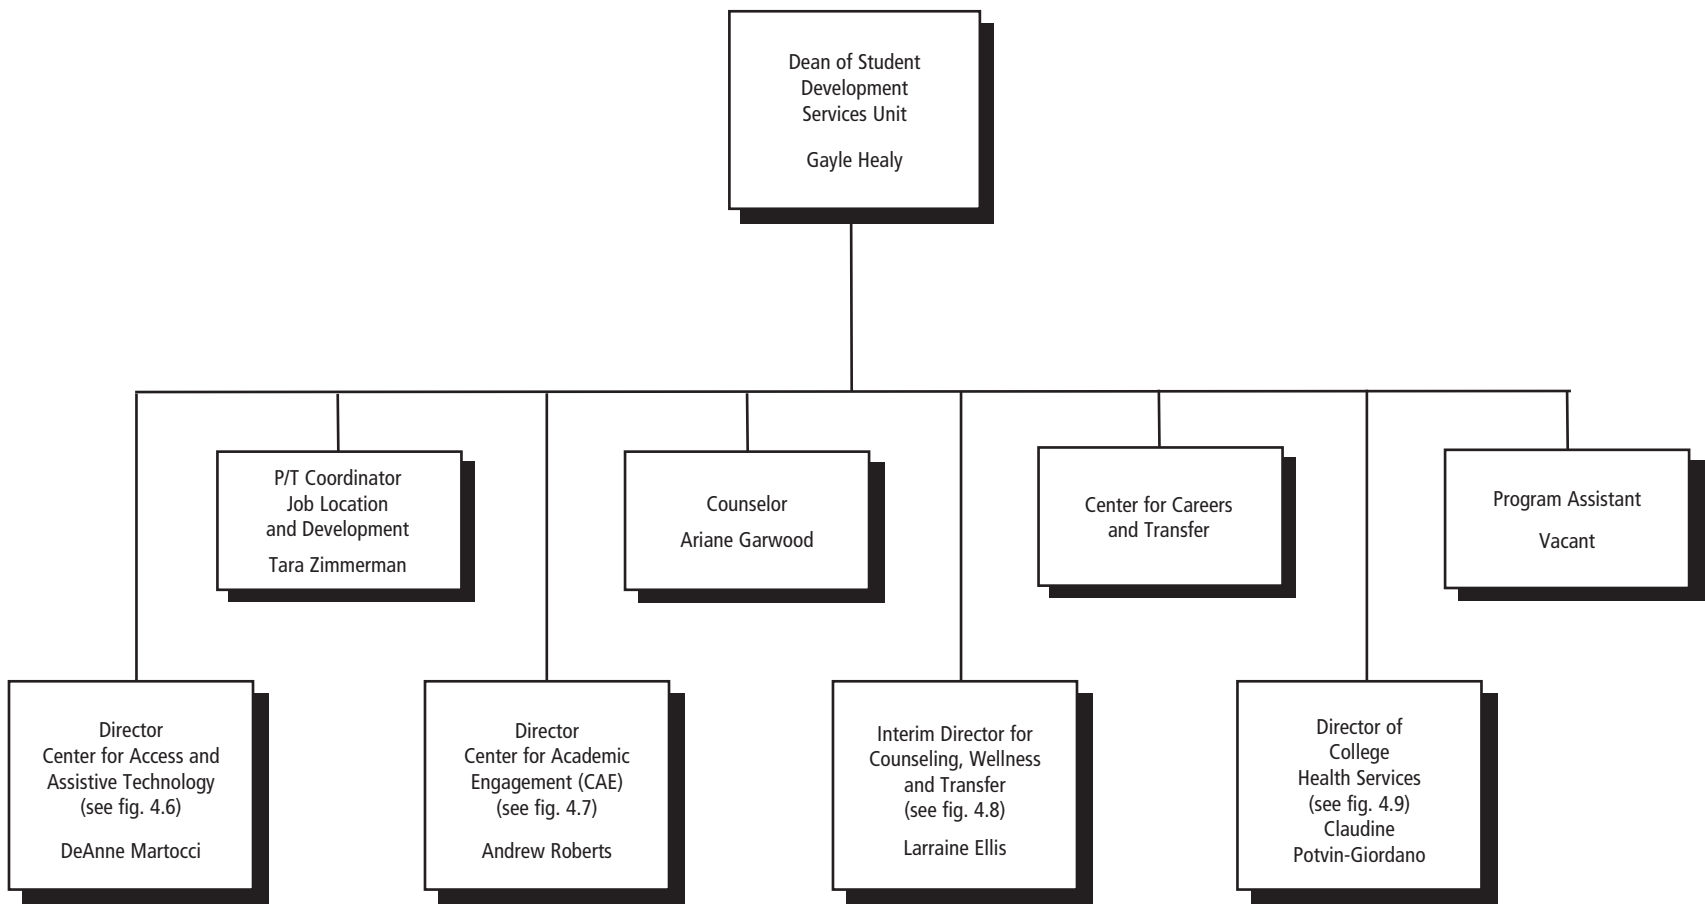 Dean of Student
Development
Services Unit
Gayle Healy
P/T Coordinator
Job Location
and Development
Tara Zimmerman
Counselor
Ariane Garwood
Center for Careers
and Transfer
Program Assistant
Vacant
Director
Center for Access and
Assistive Technology
(see fig. 4.6)
DeAnne Martocci
Director
Center for Academic
Engagement (CAE)
(see fig. 4.7)
Andrew Roberts
Interim Director for
Counseling, Wellness
and Transfer
(see fig. 4.8)
Larraine Ellis
Director of
College
Health Services
(see fig. 4.9)
Claudine
Potvin-Giordano